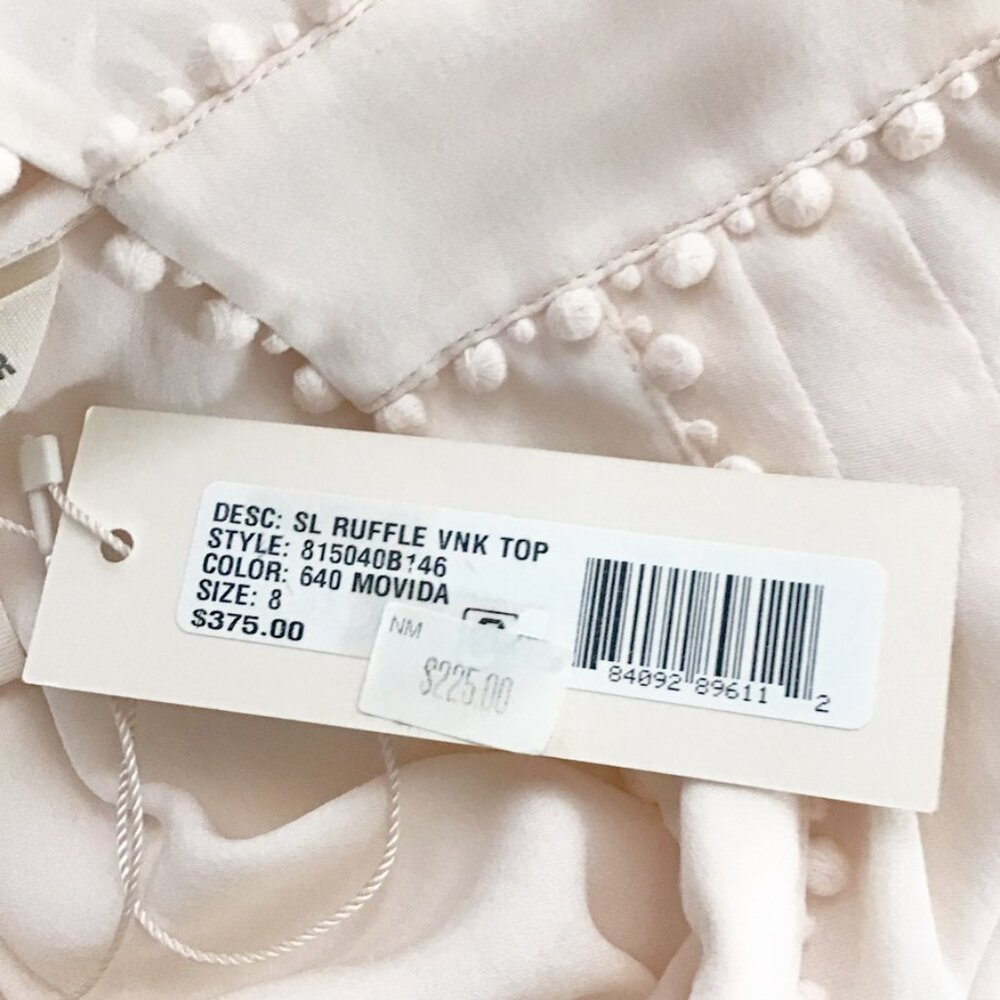 DESC: SL RUFFLE VNK TOP
STYLE: 815040B146
COLOR: 640 MOVIDA
SIZE: 8
$375.00
NM
$225.00
84092 89611 2